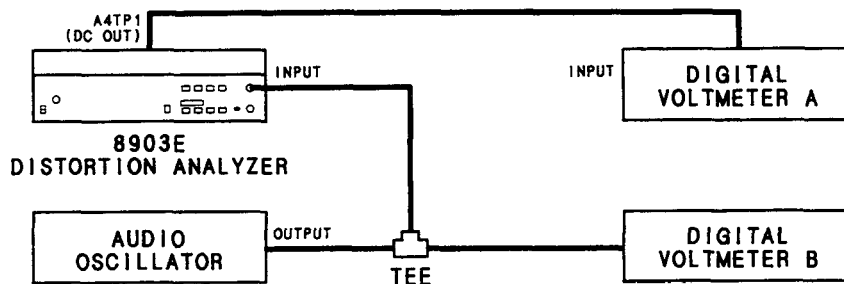 A4TP1
(DC OUT)
INPUT
INPUT
DIGITAL
VOLTMETER A
8903E
DISTORTION ANALYZER
AUDIO
OSCILLATOR
OUTPUT
TEE
DIGITAL
VOLTMETER B